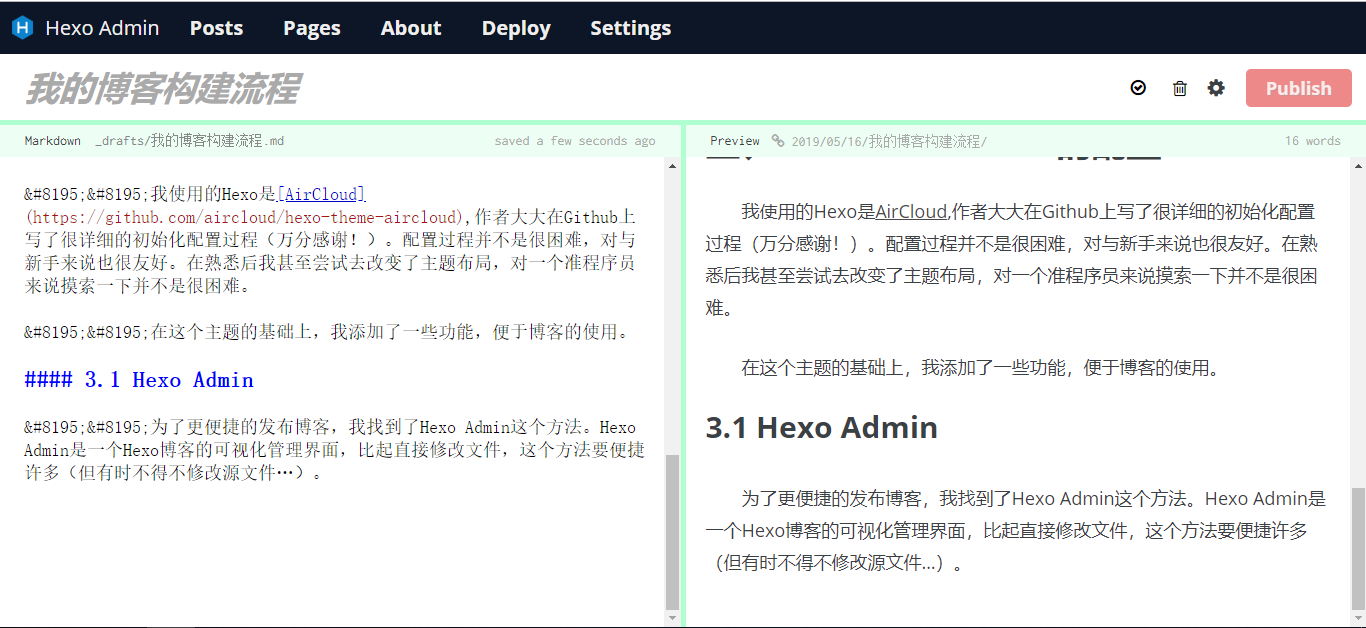 Hexo Admin Posts Pages About Deploy Settings
我的博客构建流程
Publish
Markdown _drafts/我的博客构建流程.md saved a few seconds ago
&#8195;&#8195;我使用的Hexo是[AirCloud]
(https://github.com/aircloud/hexo-theme-aircloud),作者大大在Github上
写了很详细的初始化配置过程（万分感谢！）。配置过程并不是很困难，对与
新手来说也很友好。在熟悉后我甚至尝试去改变了主题布局，对一个准程序员
来说摸索一下并不是很困难。
&#8195;&#8195;在这个主题的基础上，我添加了一些功能，便于博客的使用。
#### 3.1 Hexo Admin
&#8195;&#8195;为了更便捷的发布博客，我找到了Hexo Admin这个方法。Hexo
Admin是一个Hexo博客的可视化管理界面，比起直接修改文件，这个方法要便捷
许多（但有时不得不修改源文件…）。
Preview 2019/05/16/我的博客构建流程/ 16 words
我使用的Hexo是AirCloud,作者大大在Github上写了很详细的初始化配置
过程（万分感谢！）。配置过程并不是很困难，对与新手来说也很友好。在熟
悉后我甚至尝试去改变了主题布局，对一个准程序员来说摸索一下并不是很困
难。
在这个主题的基础上，我添加了一些功能，便于博客的使用。
3.1 Hexo Admin
为了更便捷的发布博客，我找到了Hexo Admin这个方法。Hexo Admin是
一个Hexo博客的可视化管理界面，比起直接修改文件，这个方法要便捷许多
（但有时不得不修改源文件…）。